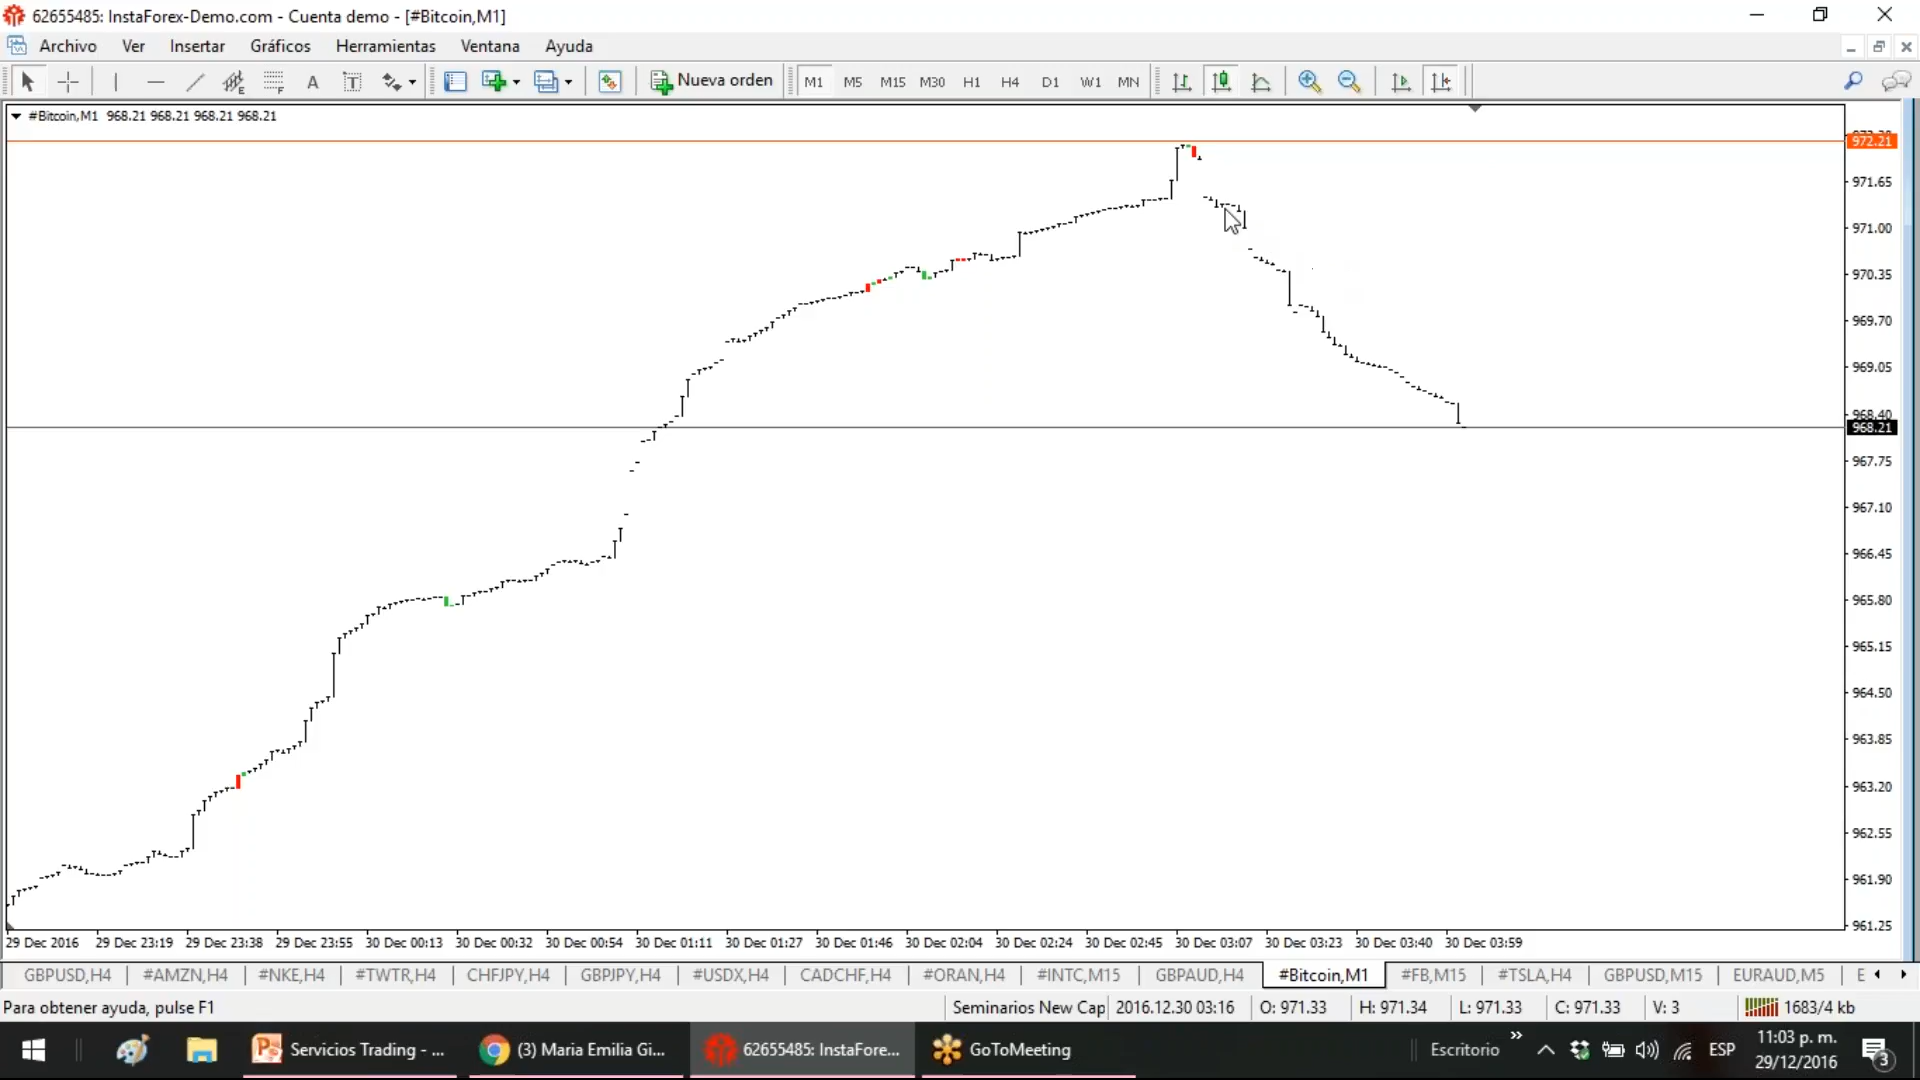 62655485: InstaForex-Demo.com - Cuenta demo - [#Bitcoin,M1]
Archivo Ver Insertar Gráficos Herramientas Ventana Ayuda
A T Nueva orden M1 M5 M15 M30 H1 H4 D1 W1 MN
#Bitcoin,M1 968.21 968.21 968.21 968.21
972.21
971.65
971.00
970.35
969.70
969.05
968.40
968.21
967.75
967.10
966.45
965.80
965.15
964.50
963.85
963.20
962.55
961.90
961.25
29 Dec 2016 29 Dec 23:19 29 Dec 23:38 29 Dec 23:55 30 Dec 00:13 30 Dec 00:32 30 Dec 00:54 30 Dec 01:11 30 Dec 01:27 30 Dec 01:46 30 Dec 02:04 30 Dec 02:24 30 Dec 02:45 30 Dec 03:07 30 Dec 03:23 30 Dec 03:40 30 Dec 03:59
GBPUSD,H4 #AMZN,H4 #NKE,H4 #TWTR,H4 CHFJPY,H4 GBPJPY,H4 #USDX,H4 CADCHF,H4 #ORAN,H4 #INTC,M15 GBPAUD,H4 #Bitcoin,M1 #FB,M15 #TSLA,H4 GBPUSD,M15 EURAUD,M5 E
Para obtener ayuda, pulse F1 Seminarios New Cap 2016.12.30 03:16 O: 971.33 H: 971.34 L: 971.33 C: 971.33 V: 3 1683/4 kb
Servicios Trading - ... (3) Maria Emilia Gi... 62655485: InstaFore... GoToMeeting Escritorio ESP 11:03 p. m.
29/12/2016 3